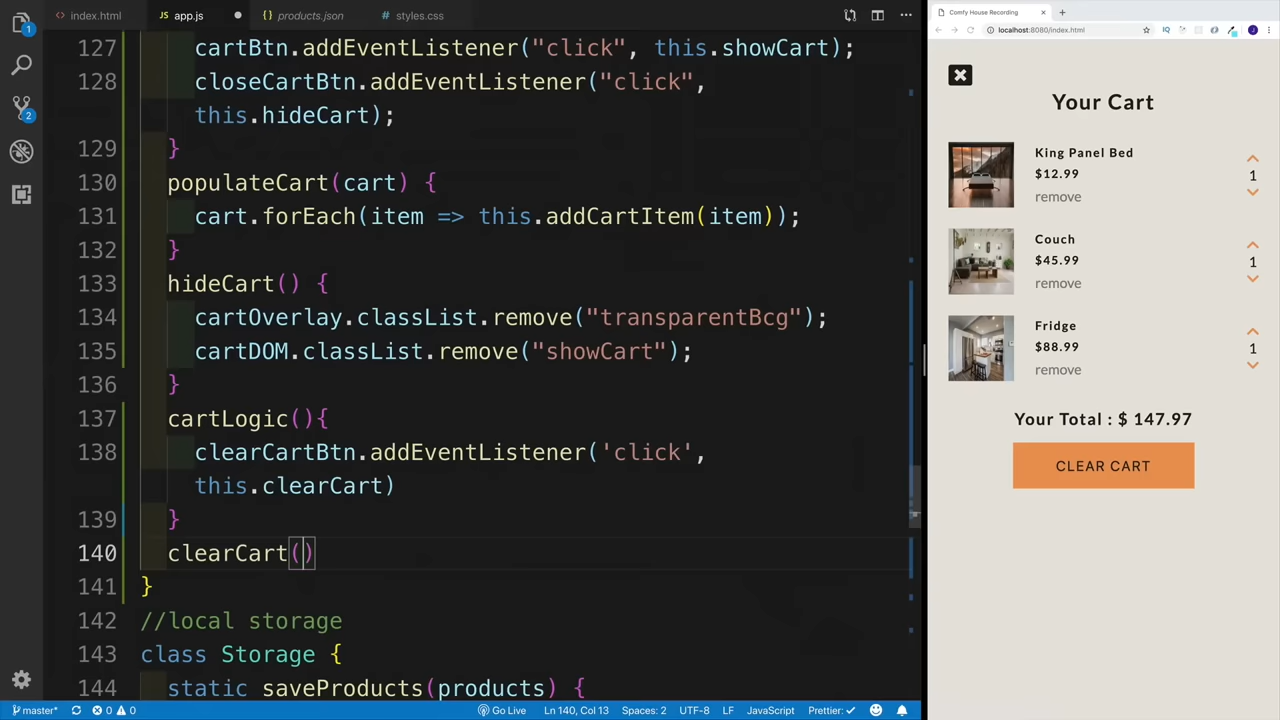 index.html
app.js
products.json
styles.css
127 cartBtn.addEventListener("click", this.showCart);
128 closeCartBtn.addEventListener("click",
this.hideCart);
129 }
130 populateCart(cart) {
131 cart.forEach(item => this.addCartItem(item));
132 }
133 hideCart() {
134 cartOverlay.classList.remove("transparentBcg");
135 cartDOM.classList.remove("showCart");
136 }
137 cartLogic(){
138 clearCartBtn.addEventListener('click',
this.clearCart)
139 }
140 clearCart()
141 }
142 //local storage
143 class Storage {
144 static saveProducts(products) {
1
2
master*
0 0
Go Live
Ln 140, Col 13
Spaces: 2
UTF-8
LF
JavaScript
Prettier: ✓
Comfy House Recording
localhost:8080/index.html
IQ
J
Your Cart
King Panel Bed
$12.99
remove
1
Couch
$45.99
remove
1
Fridge
$88.99
remove
1
Your Total : $ 147.97
CLEAR CART